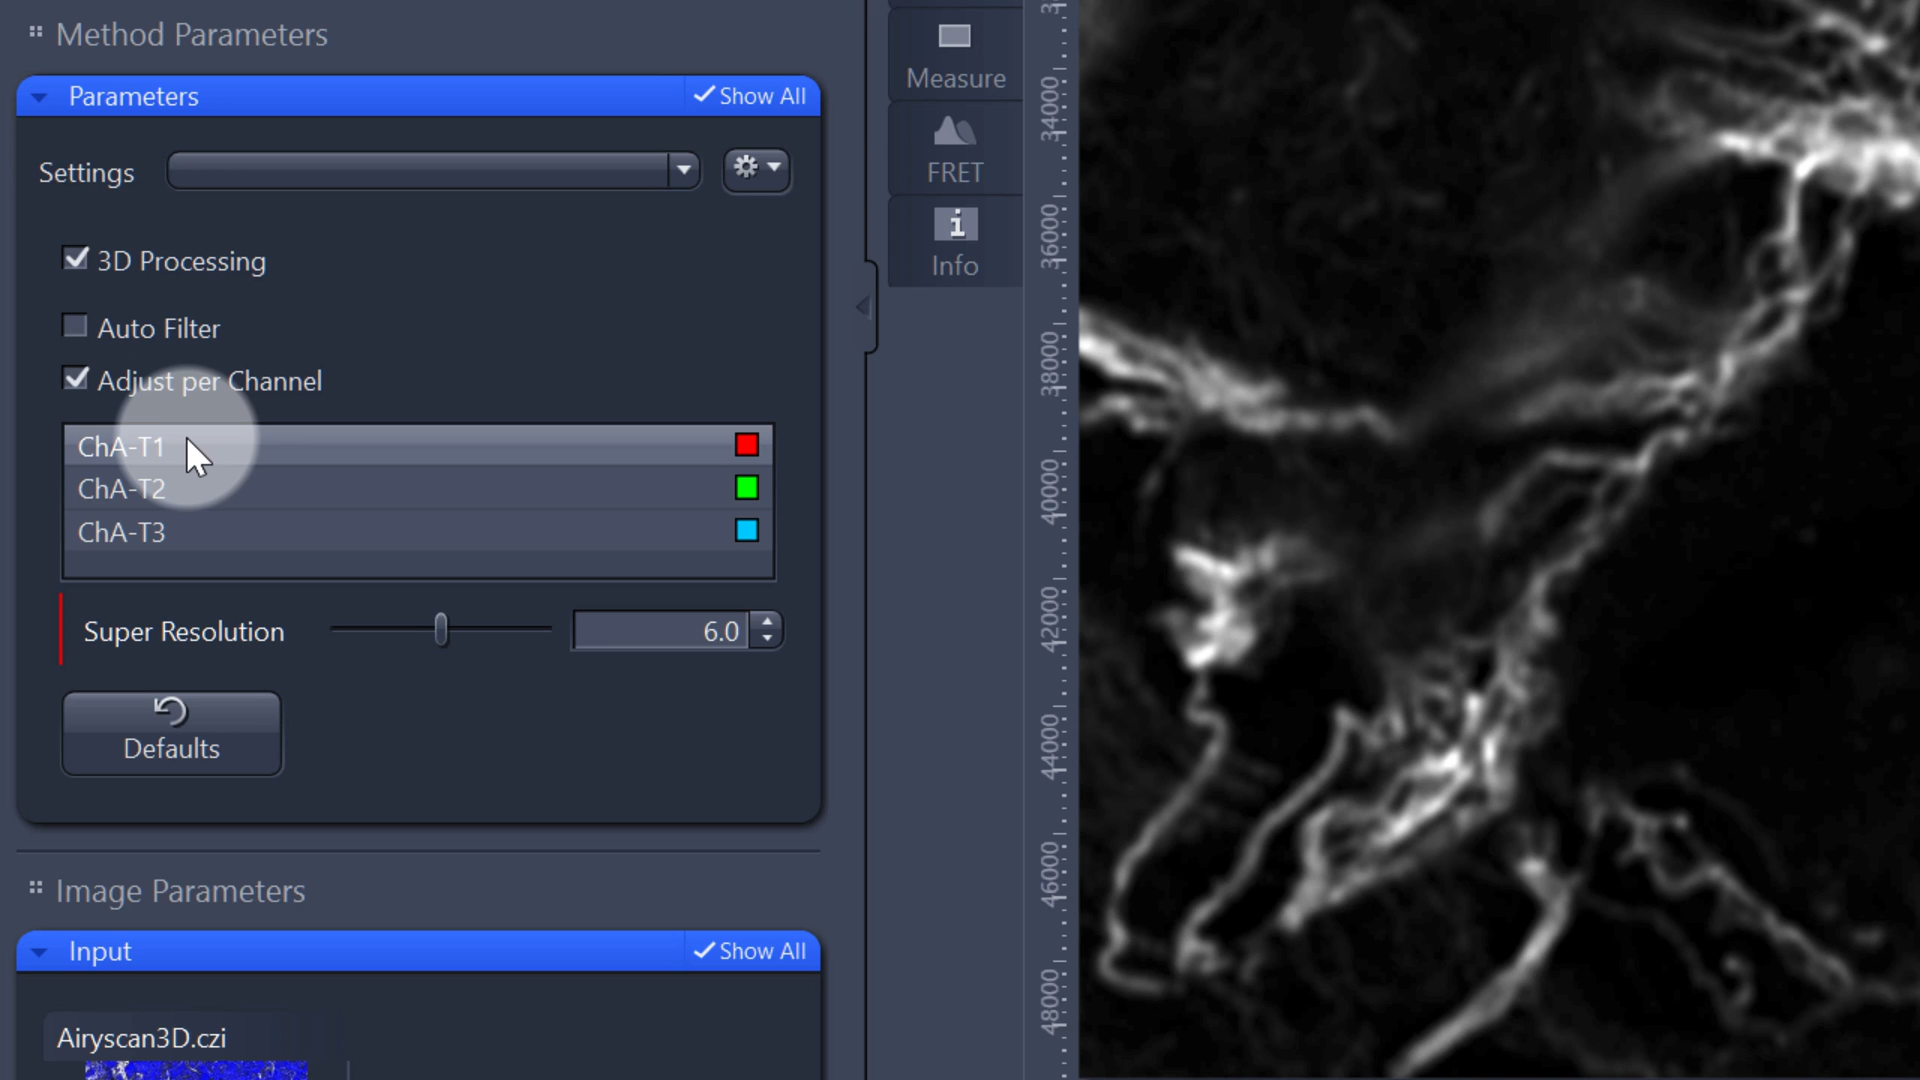 Method Parameters
Parameters
Show All
Settings
3D Processing
Auto Filter
Adjust per Channel
ChA-T1
ChA-T2
ChA-T3
Super Resolution
6.0
Defaults
Image Parameters
Input
Show All
Airyscan3D.czi
Measure
FRET
i
Info
34000
36000
38000
40000
42000
44000
46000
48000